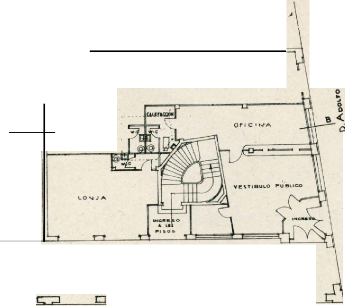 CALEFACCION
OFICINA
B
D. ADOLFO
W.C.
W.C.
W.C.
LONJA
VESTIBULO PUBLICO
INGRESO
A LOS
PISOS
INGRESO